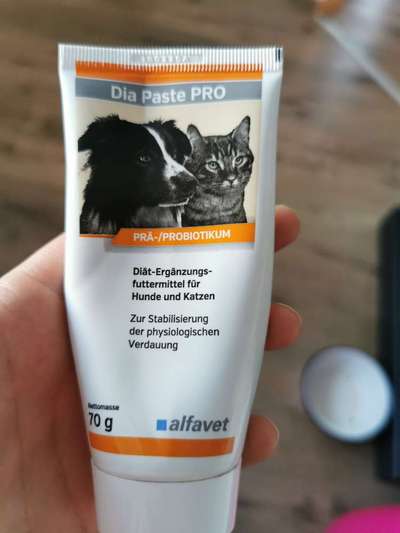 Dia Paste PRO
PRÄ-/PROBIOTIKUM
Diät-Ergänzungs-
futtermittel für
Hunde und Katzen
Zur Stabilisierung
der physiologischen
Verdauung
Nettomasse
70 g
alfavet